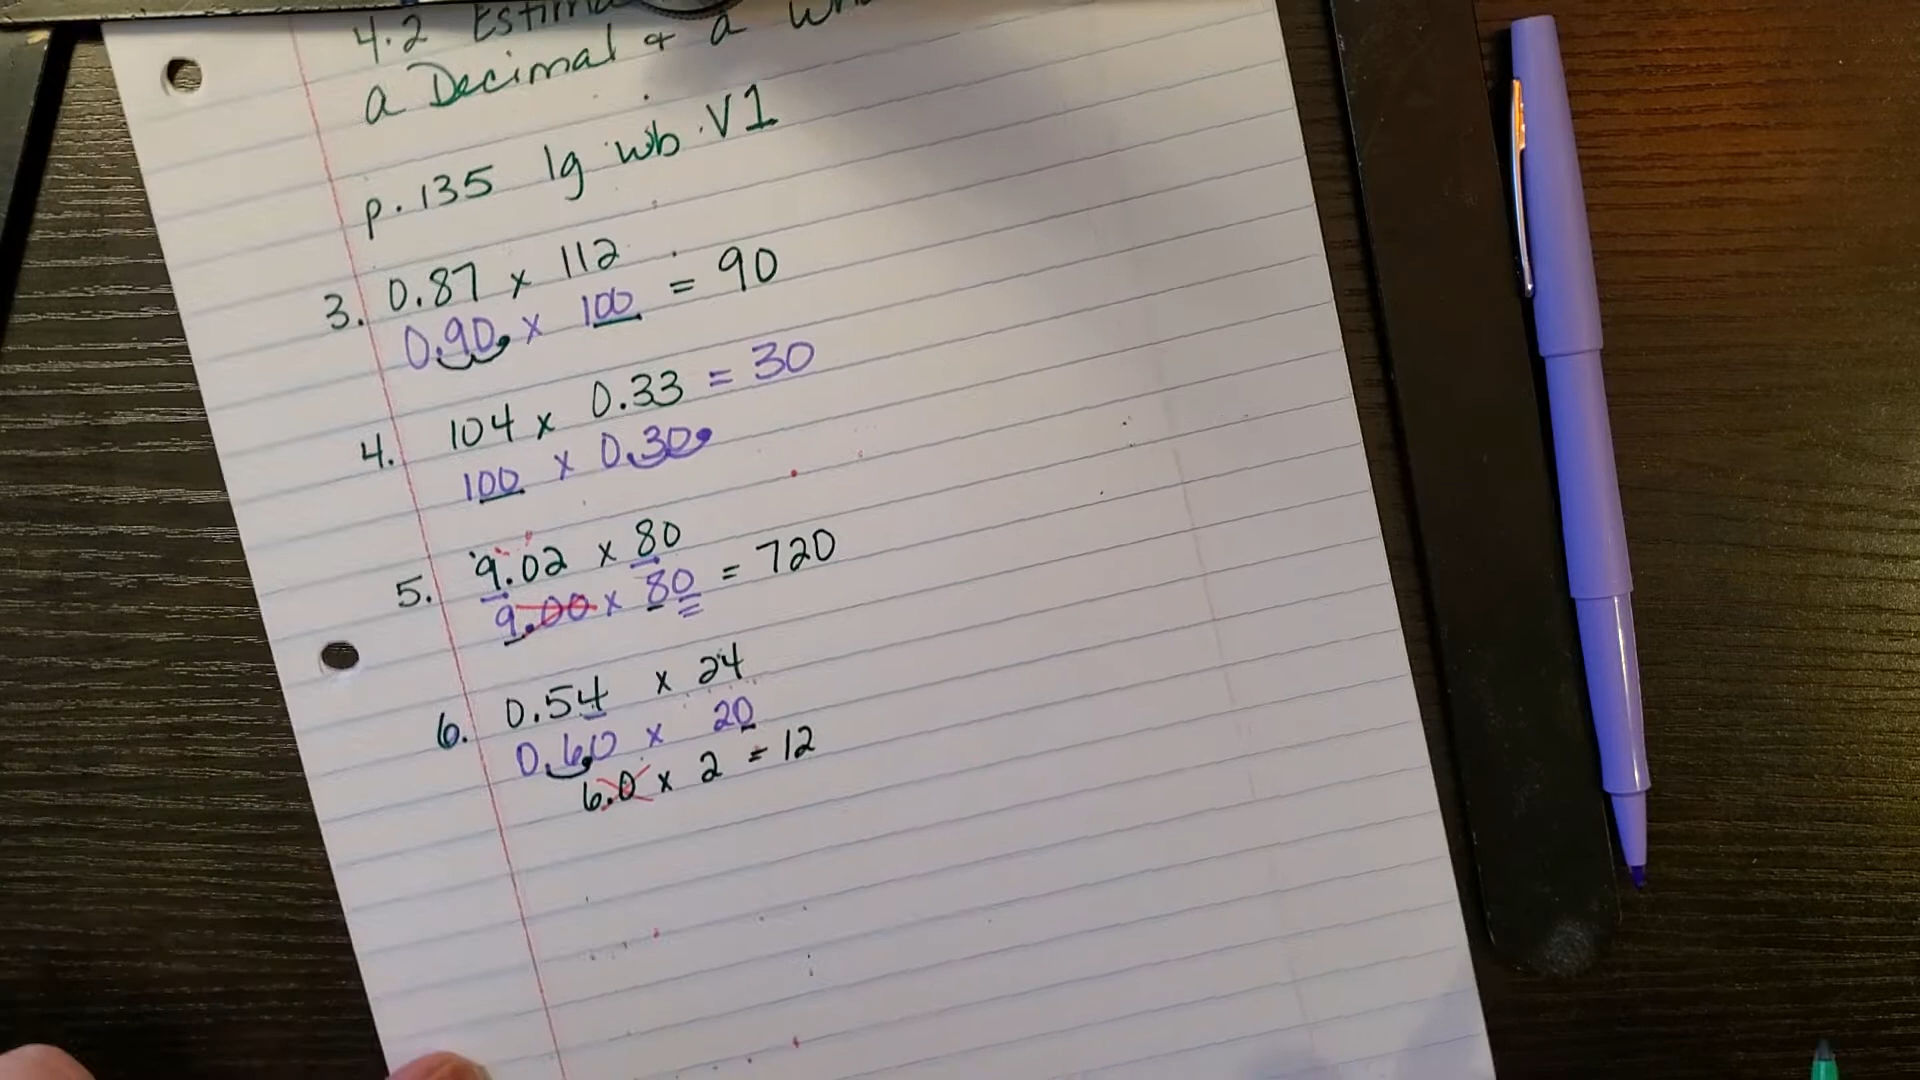 4.2
a Decimal + a
p. 135 lg wb. V1
3. 0.87 x 112 = 90
0.90 x 100
4. 104 x 0.33 = 30
100 x 0.30
5. 9.02 x 80
9.00 x 80 = 720
6. 0.54 x 24
0.60 x 20
6.0 x 2 = 12